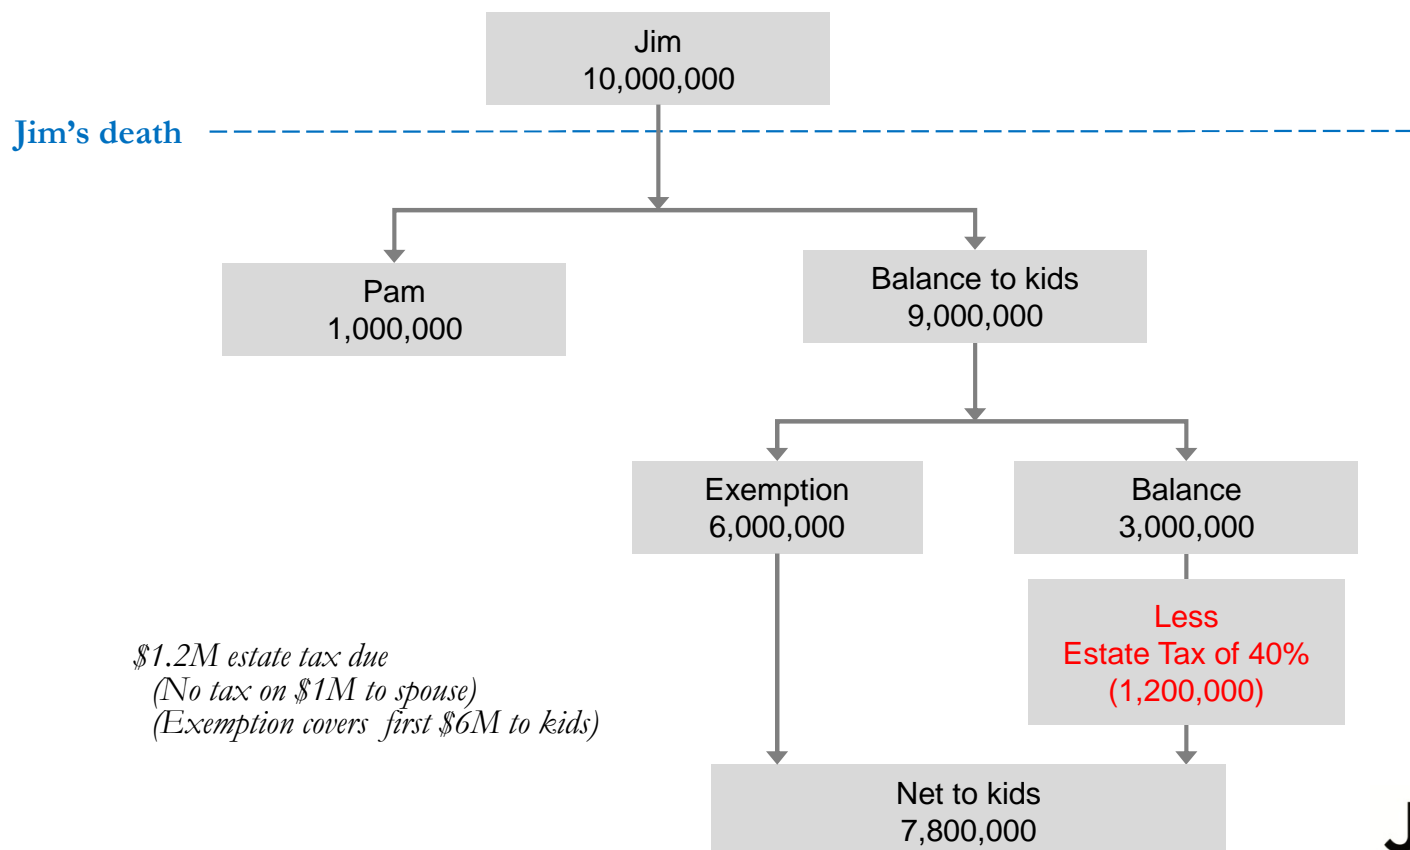 Jim
10,000,000
Jim’s death
Pam
1,000,000
Balance to kids
9,000,000
Exemption
6,000,000
Balance
3,000,000
Less
Estate Tax of 40%
(1,200,000)
$1.2M estate tax due
(No tax on $1M to spouse)
(Exemption covers  first $6M to kids)
Net to kids
7,800,000
J